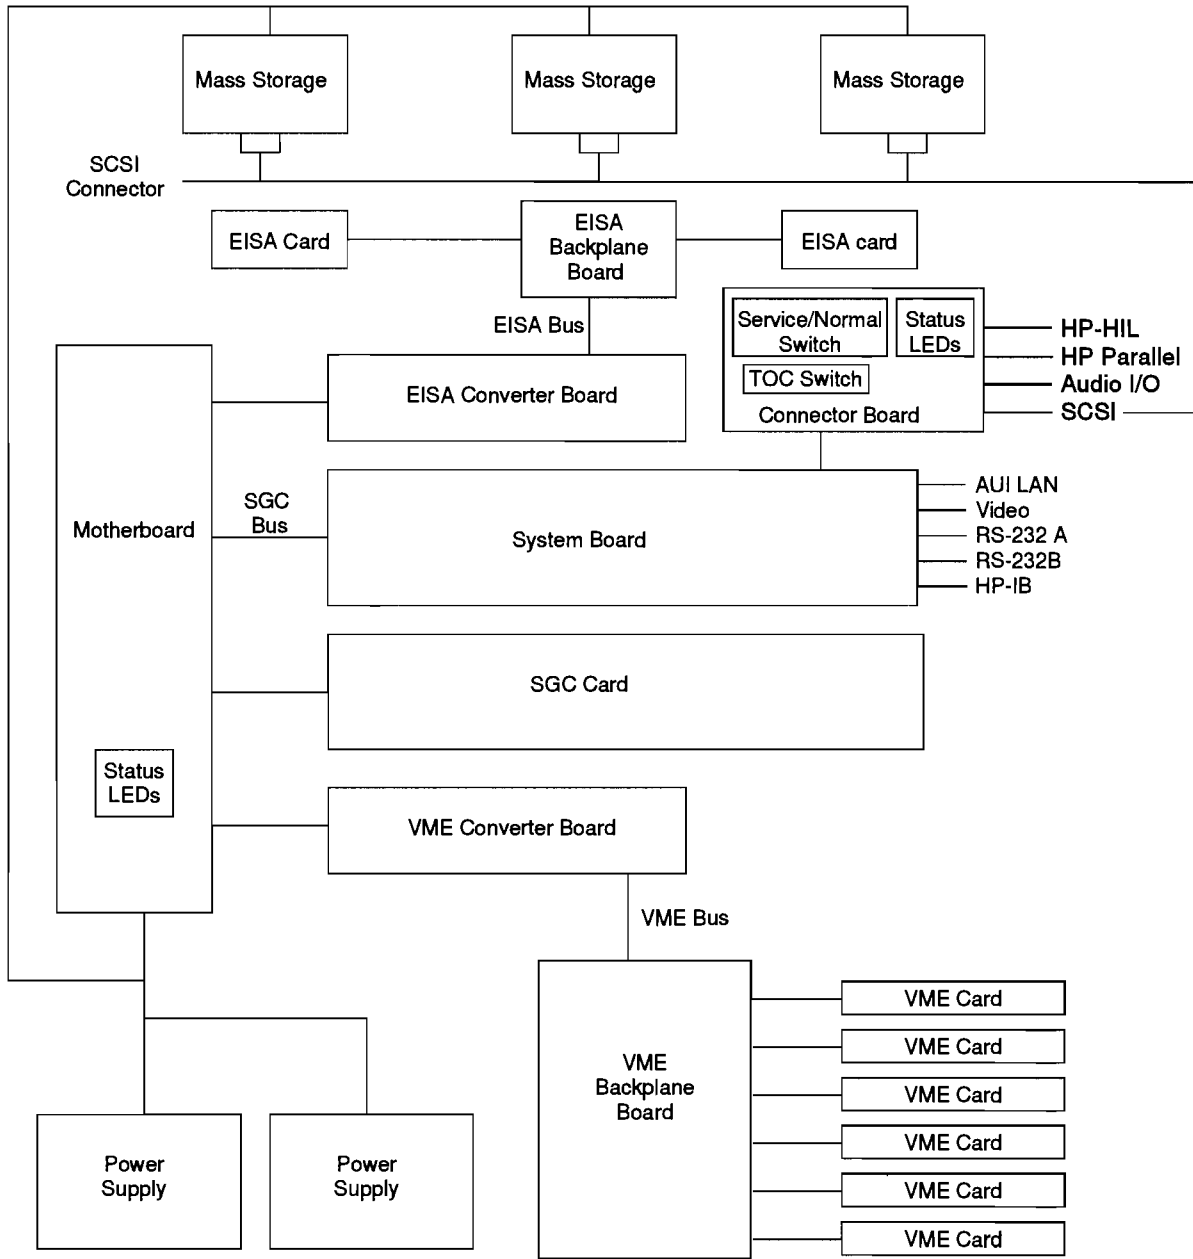 Mass Storage
Mass Storage
Mass Storage
SCSI
Connector
EISA Card
EISA
Backplane
Board
EISA card
EISA Bus
Service/Normal
Switch
Status
LEDs
TOC Switch
Connector Board
HP-HIL
HP Parallel
Audio I/O
SCSI
EISA Converter Board
Motherboard
SGC
Bus
System Board
AUI LAN
Video
RS-232 A
RS-232B
HP-IB
SGC Card
Status
LEDs
VME Converter Board
VME Bus
VME
Backplane
Board
VME Card
VME Card
VME Card
VME Card
VME Card
VME Card
Power
Supply
Power
Supply